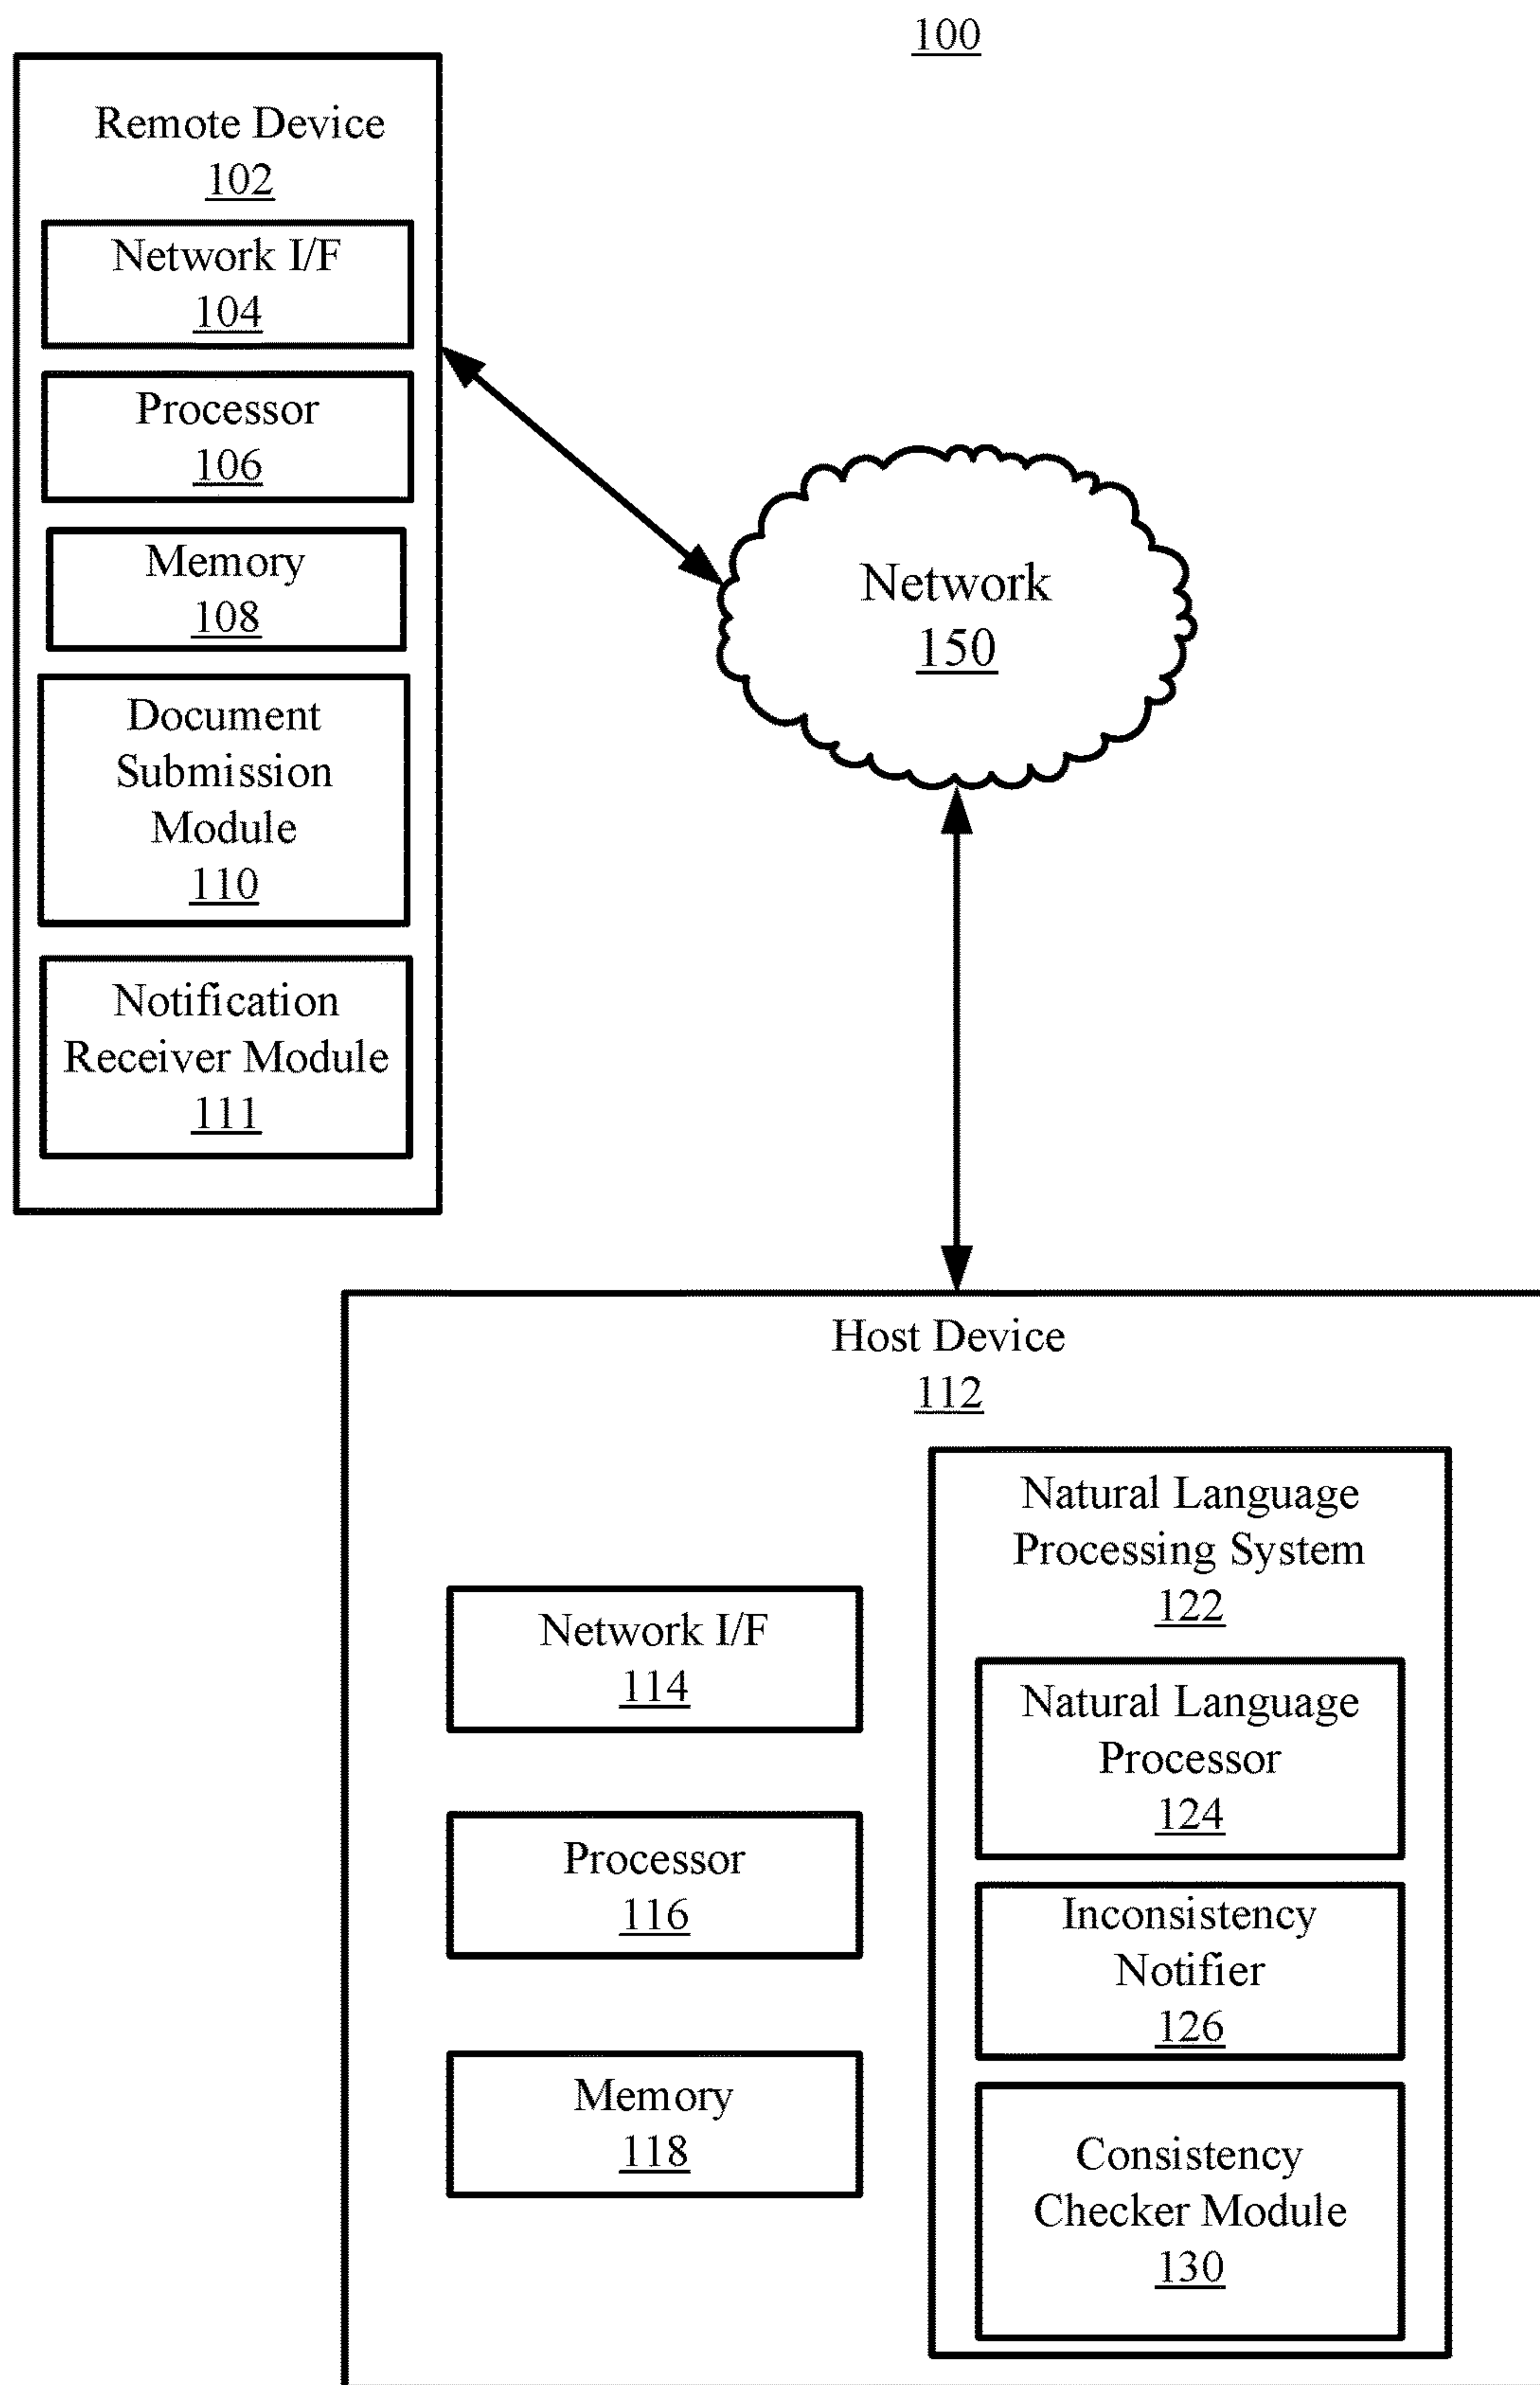 100
Remote Device
102
Network I/F
104
Processor
106
Memory
108
Document
Submission
Module
110
Notification
Receiver Module
111
Network
150
Host Device
112
Network I/F
114
Processor
116
Memory
118
Natural Language
Processing System
122
Natural Language
Processor
124
Inconsistency
Notifier
126
Consistency
Checker Module
130